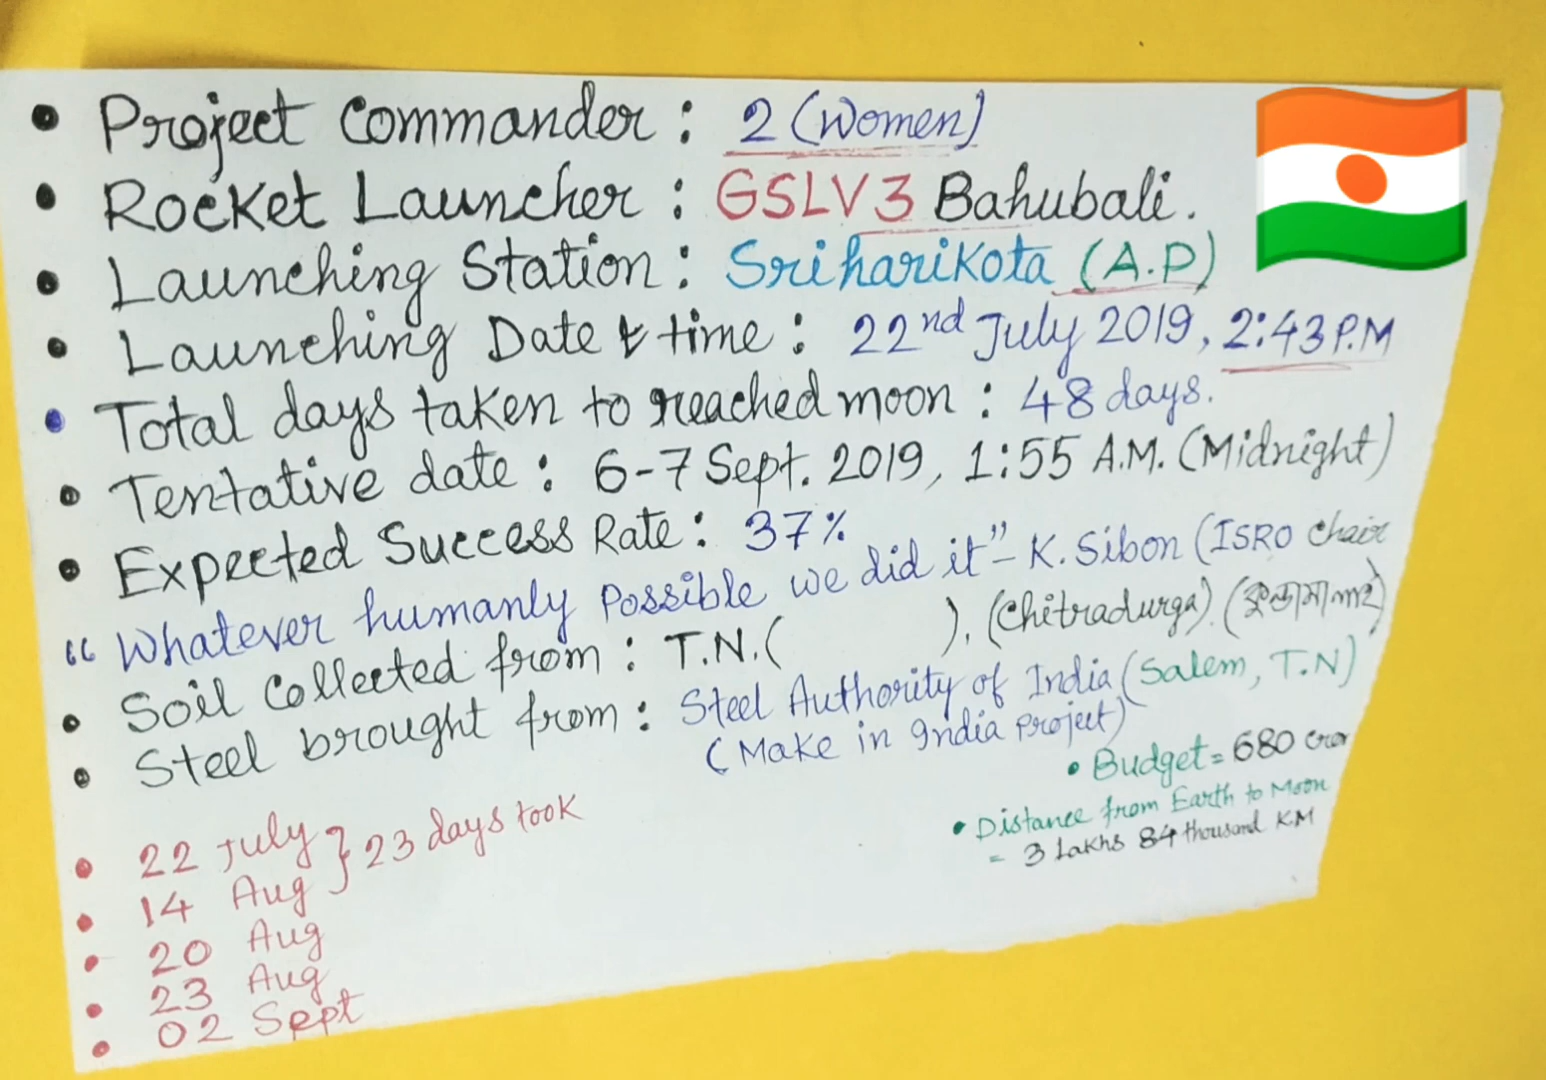 • Project Commander : 2 (Women)
• Rocket Launcher : GSLV3 Bahubali.
• Launching Station : Sriharikota (A.P)
• Launching Date & time : 22nd July 2019, 2:43 P.M
• Total days taken to reached moon : 48 days.
• Tentative date : 6-7 Sept. 2019, 1:55 A.M. (Midnight)
• Expected Success Rate : 37%
“ Whatever humanly Possible we did it” - K. Sibon (ISRO Chair
• Soil Collected from : T.N. ( ), (Chitradurga).
• Steel brought from : Steel Authority of India (Salem, T.N)
(Make in India Project)
• Budget = 680 cror
• Distance from Earth to Moon
= 3 Lakhs 84 thousand KM
• 22 July } 23 days took
• 14 Aug
• 20 Aug
• 23 Aug
• 02 Sept